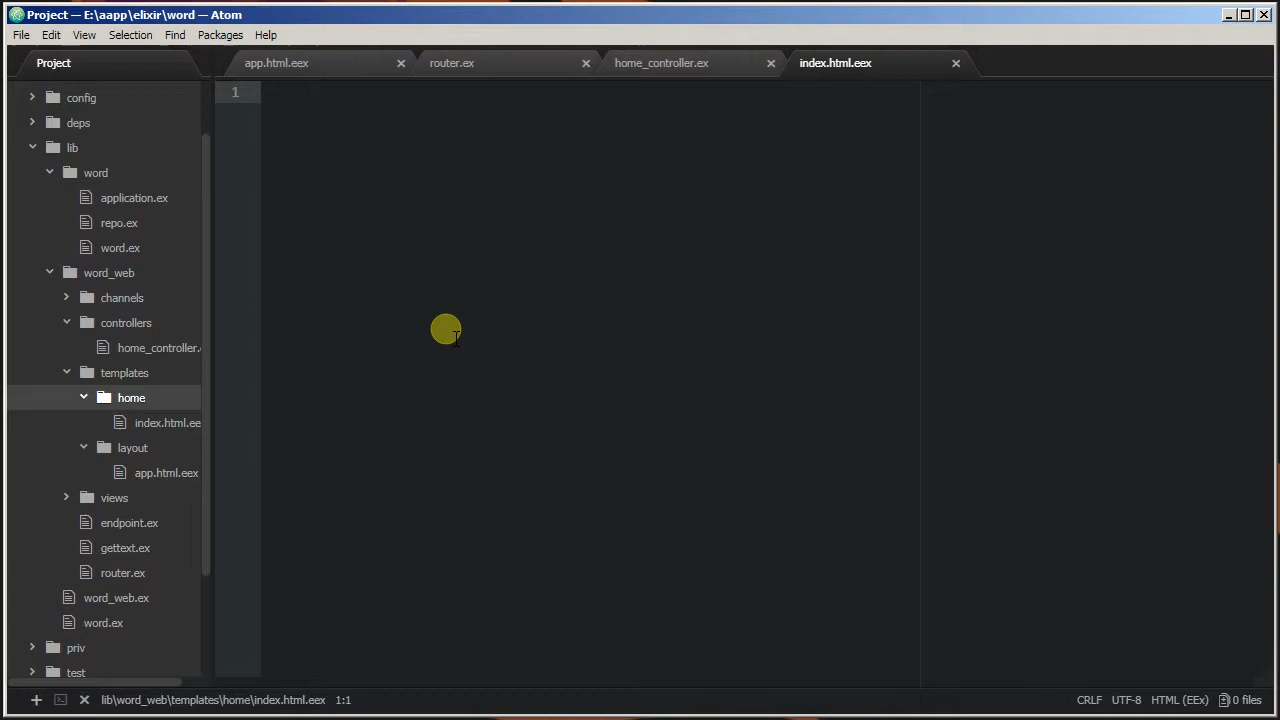 Project — E:\aapp\elixir\word — Atom
File Edit View Selection Find Packages Help
Project
app.html.eex router.ex home_controller.ex index.html.eex
1
config
deps
lib
word
application.ex
repo.ex
word.ex
word_web
channels
controllers
home_controller.
templates
home
index.html.ee
layout
app.html.eex
views
endpoint.ex
gettext.ex
router.ex
word_web.ex
word.ex
priv
test
lib\word_web\templates\home\index.html.eex 1:1 CRLF UTF-8 HTML (EEx) 0 files